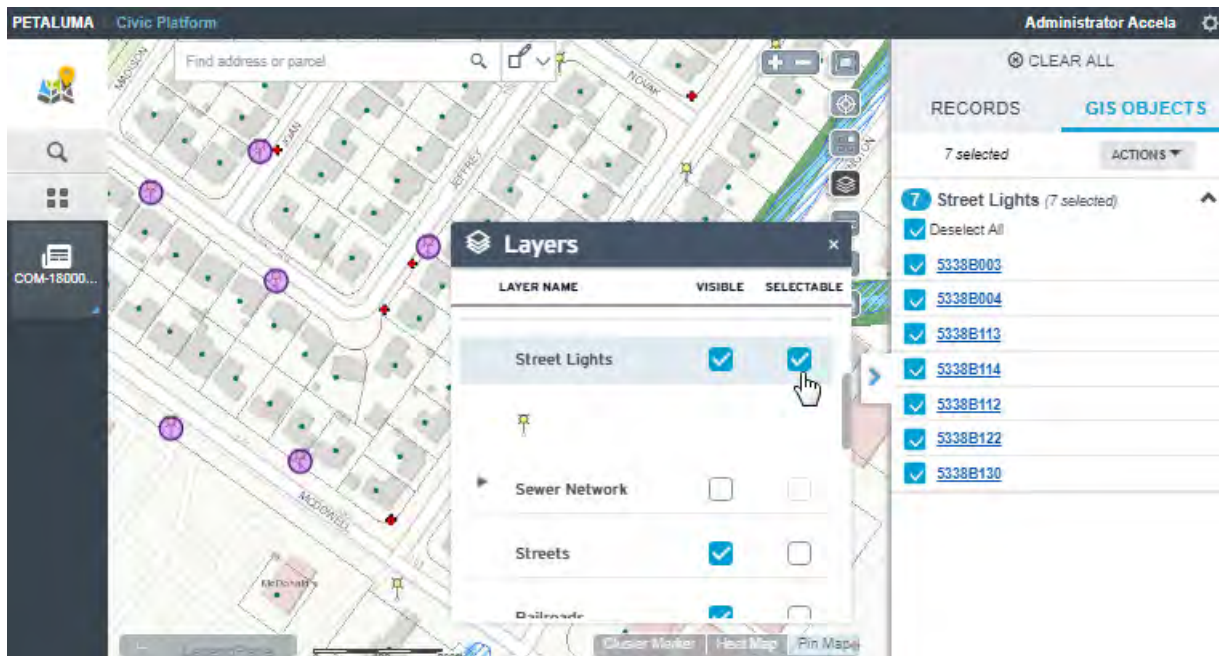 PETALUMA Civic Platform Administrator Accela
Find address or parcel
CLEAR ALL
RECORDS GIS OBJECTS
7 selected ACTIONS
7 Street Lights (7 selected)
Deselect All
5338B003
5338B004
5338B113
5338B114
5338B112
5338B122
5338B130
COM-18000...
MADISON
NOVAK
JOAN
JEFFREY
Layers ×
LAYER NAME VISIBLE SELECTABLE
Street Lights
Sewer Network
Streets
Railroads
MCDOWELL
McDonald's
Cluster Marker Heat Map Pin Map